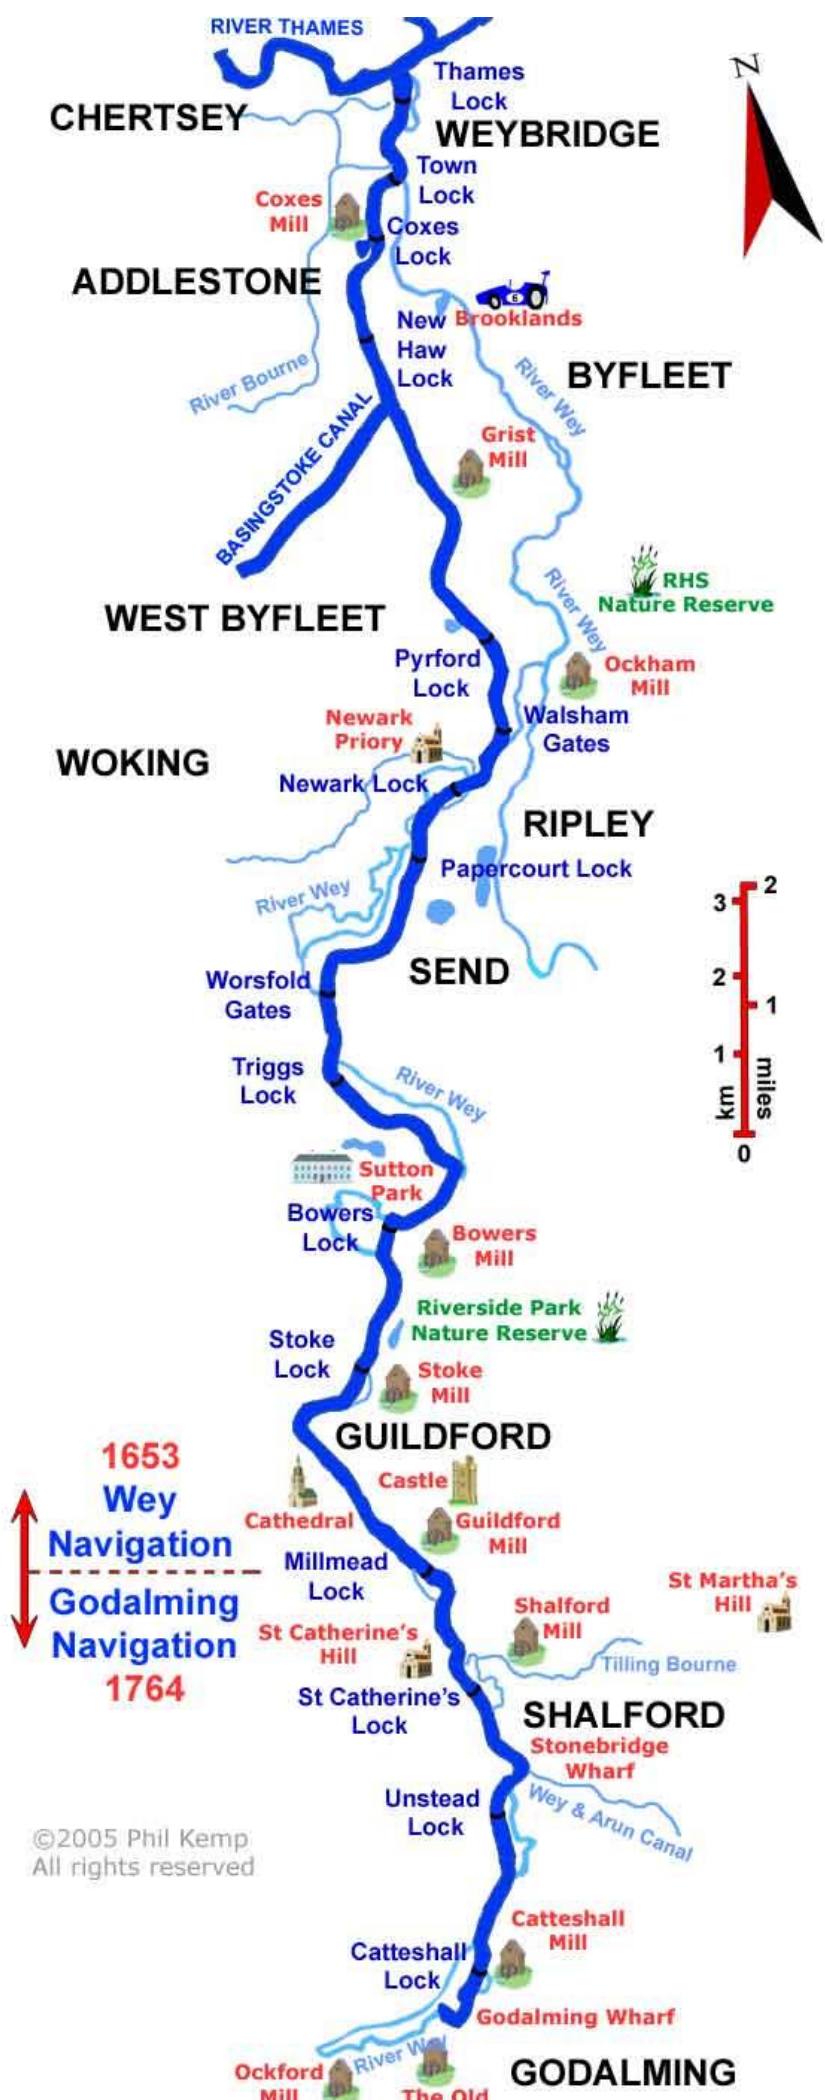 RIVER THAMES
Thames
Lock
CHERTSEY
WEYBRIDGE
N
Town
Lock
Coxes
Mill
Coxes
Lock
ADDLESTONE
6
New
Haw
Lock
Brooklands
River Bourne
River Wey
BYFLEET
BASINGSTOKE CANAL
Grist
Mill
RHS
Nature Reserve
River Wey
WEST BYFLEET
Pyrford
Lock
Ockham
Mill
Newark
Priory
Walsham
Gates
WOKING
Newark Lock
RIPLEY
Papercourt Lock
River Wey
SEND
3
2
2
1
1
km
miles
0
Worsfold
Gates
Triggs
Lock
River Wey
Sutton
Park
Bowers
Lock
Bowers
Mill
Riverside Park
Nature Reserve
Stoke
Lock
Stoke
Mill
GUILDFORD
1653
Wey
Navigation
Godalming
Navigation
1764
Castle
Cathedral
Guildford
Mill
Millmead
Lock
St Martha's
Hill
Shalford
Mill
St Catherine's
Hill
Tilling Bourne
St Catherine's
Lock
SHALFORD
Stonebridge
Wharf
Unstead
Lock
Wey & Arun Canal
©2005 Phil Kemp
All rights reserved
Catteshall
Mill
Catteshall
Lock
Godalming Wharf
River Wey
Ockford
Mill
The Old
GODALMING